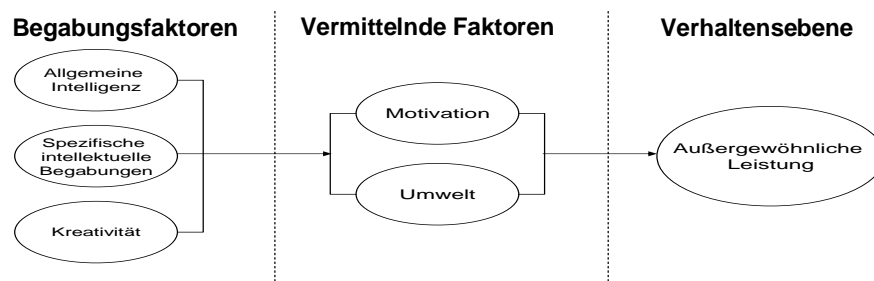 Begabungsfaktoren
Vermittelnde Faktoren
Verhaltensebene
Allgemeine
Intelligenz
Spezifische
intellektuelle
Begabungen
Kreativität
Motivation
Umwelt
Außergewöhnliche
Leistung